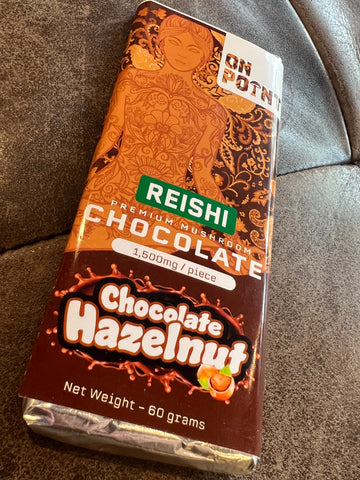 ON
POINT
REISHI
PREMIUM MUSHROOM
CHOCOLATE
1,500mg / piece
Chocolate
Hazelnut
Net Weight – 60 grams